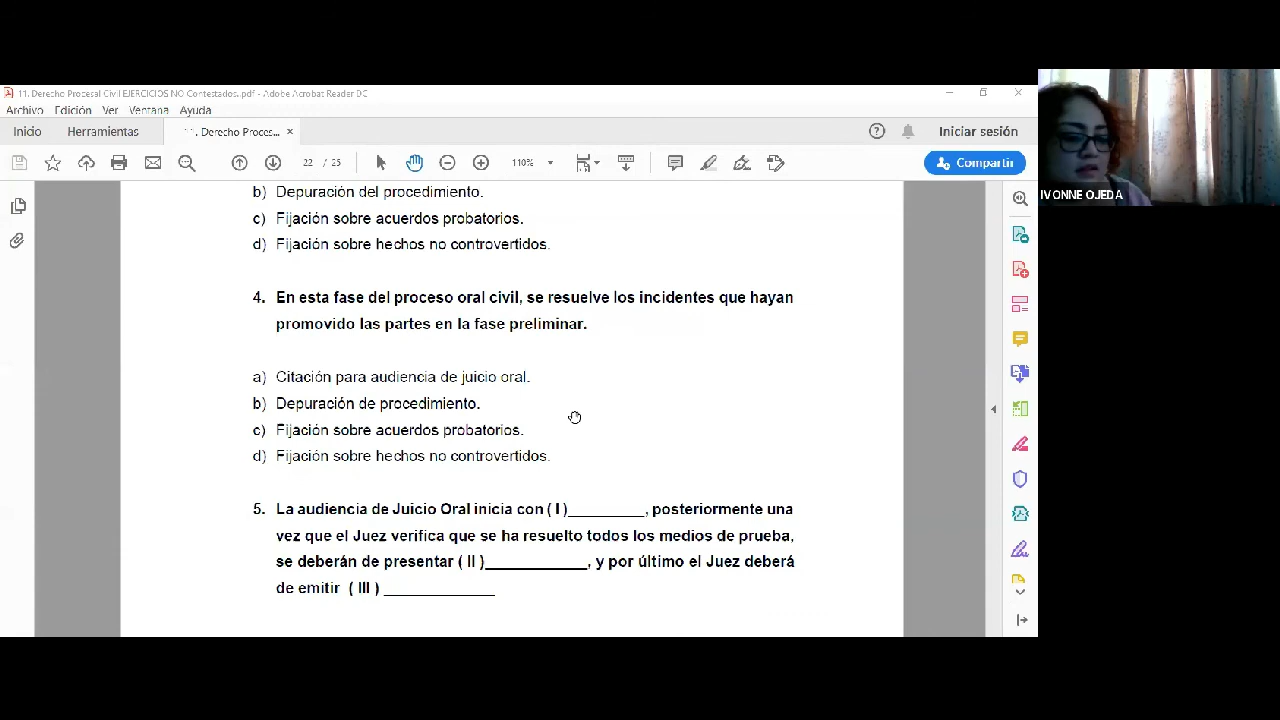 11. Derecho Procesal Civil EJERCICIOS NO Contestados..pdf - Adobe Acrobat Reader DC
Archivo Edición Ver Ventana Ayuda
Inicio Herramientas 11. Derecho Proces... × Iniciar sesión
22 / 25 110% Compartir
IVONNE OJEDA
b) Depuración del procedimiento.
c) Fijación sobre acuerdos probatorios.
d) Fijación sobre hechos no controvertidos.
4. En esta fase del proceso oral civil, se resuelve los incidentes que hayan
promovido las partes en la fase preliminar.
a) Citación para audiencia de juicio oral.
b) Depuración de procedimiento.
c) Fijación sobre acuerdos probatorios.
d) Fijación sobre hechos no controvertidos.
5. La audiencia de Juicio Oral inicia con ( I )_________, posteriormente una
vez que el Juez verifica que se ha resuelto todos los medios de prueba,
se deberán de presentar ( II )____________, y por último el Juez deberá
de emitir ( III ) _____________